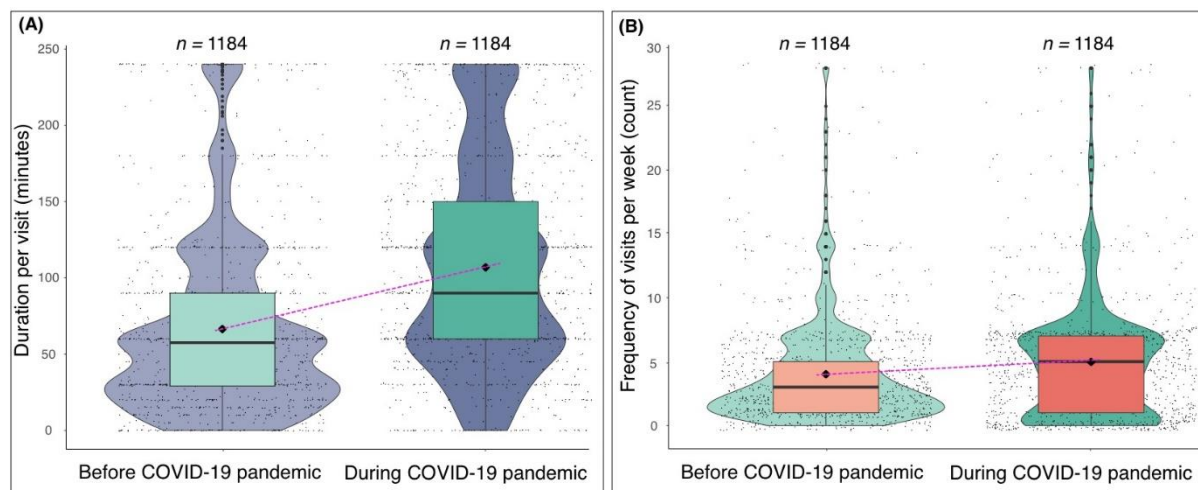 (A)
n = 1184
n = 1184
Duration per visit (minutes)
250
200
150
100
50
0
Before COVID-19 pandemic
During COVID-19 pandemic
(B)
n = 1184
n = 1184
Frequency of visits per week (count)
30
25
20
15
10
5
0
Before COVID-19 pandemic
During COVID-19 pandemic